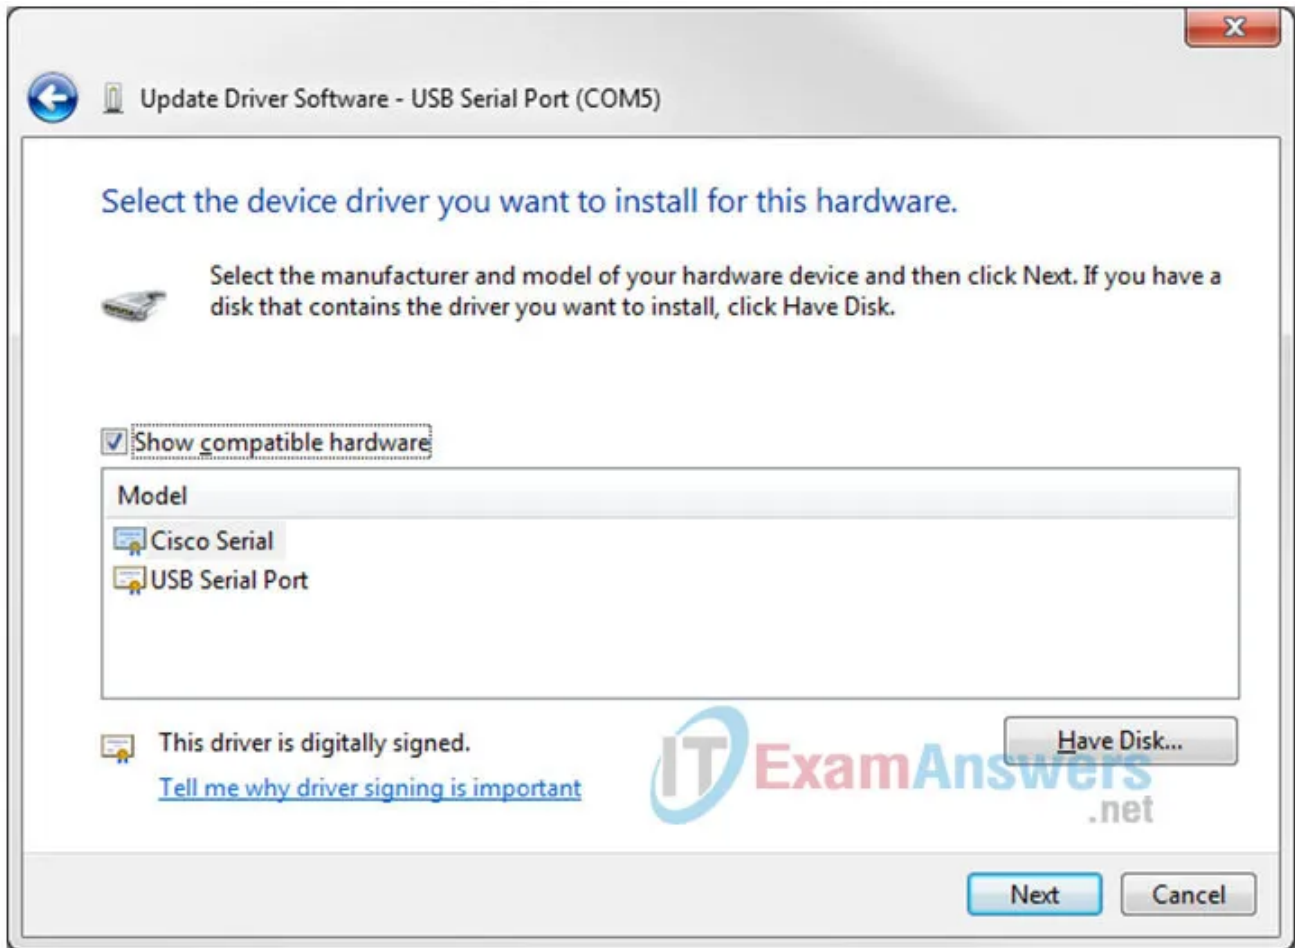 X
Update Driver Software - USB Serial Port (COM5)
Select the device driver you want to install for this hardware.
Select the manufacturer and model of your hardware device and then click Next. If you have a
disk that contains the driver you want to install, click Have Disk.
Show compatible hardware
Model
Cisco Serial
USB Serial Port
This driver is digitally signed.
Have Disk...
Tell me why driver signing is important
ITExamAnswers
.net
Next
Cancel